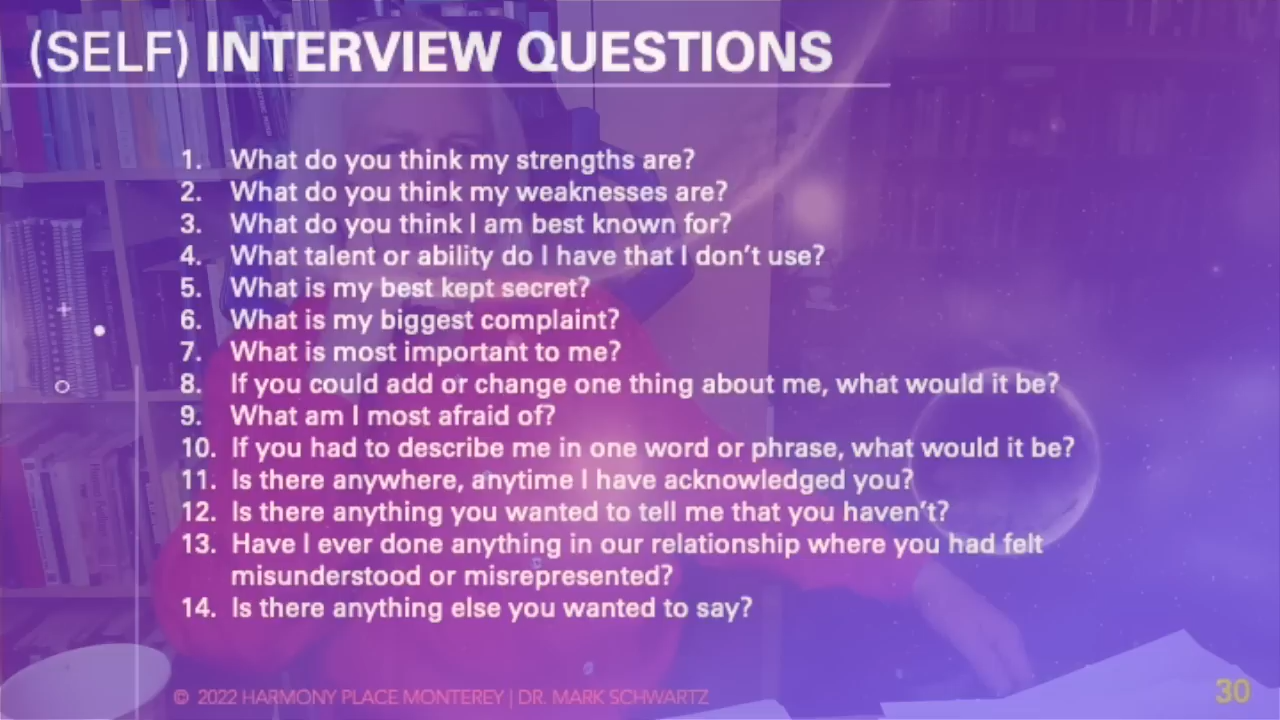 (SELF) INTERVIEW QUESTIONS
1. What do you think my strengths are?
2. What do you think my weaknesses are?
3. What do you think I am best known for?
4. What talent or ability do I have that I don't use?
5. What is my best kept secret?
6. What is my biggest complaint?
7. What is most important to me?
8. If you could add or change one thing about me, what would it be?
9. What am I most afraid of?
10. If you had to describe me in one word or phrase, what would it be?
11. Is there anywhere, anytime I have acknowledged you?
12. Is there anything you wanted to tell me that you haven't?
13. Have I ever done anything in our relationship where you had felt
misunderstood or misrepresented?
14. Is there anything else you wanted to say?
© 2022 HARMONY PLACE MONTEREY | DR. MARK SCHWARTZ
30